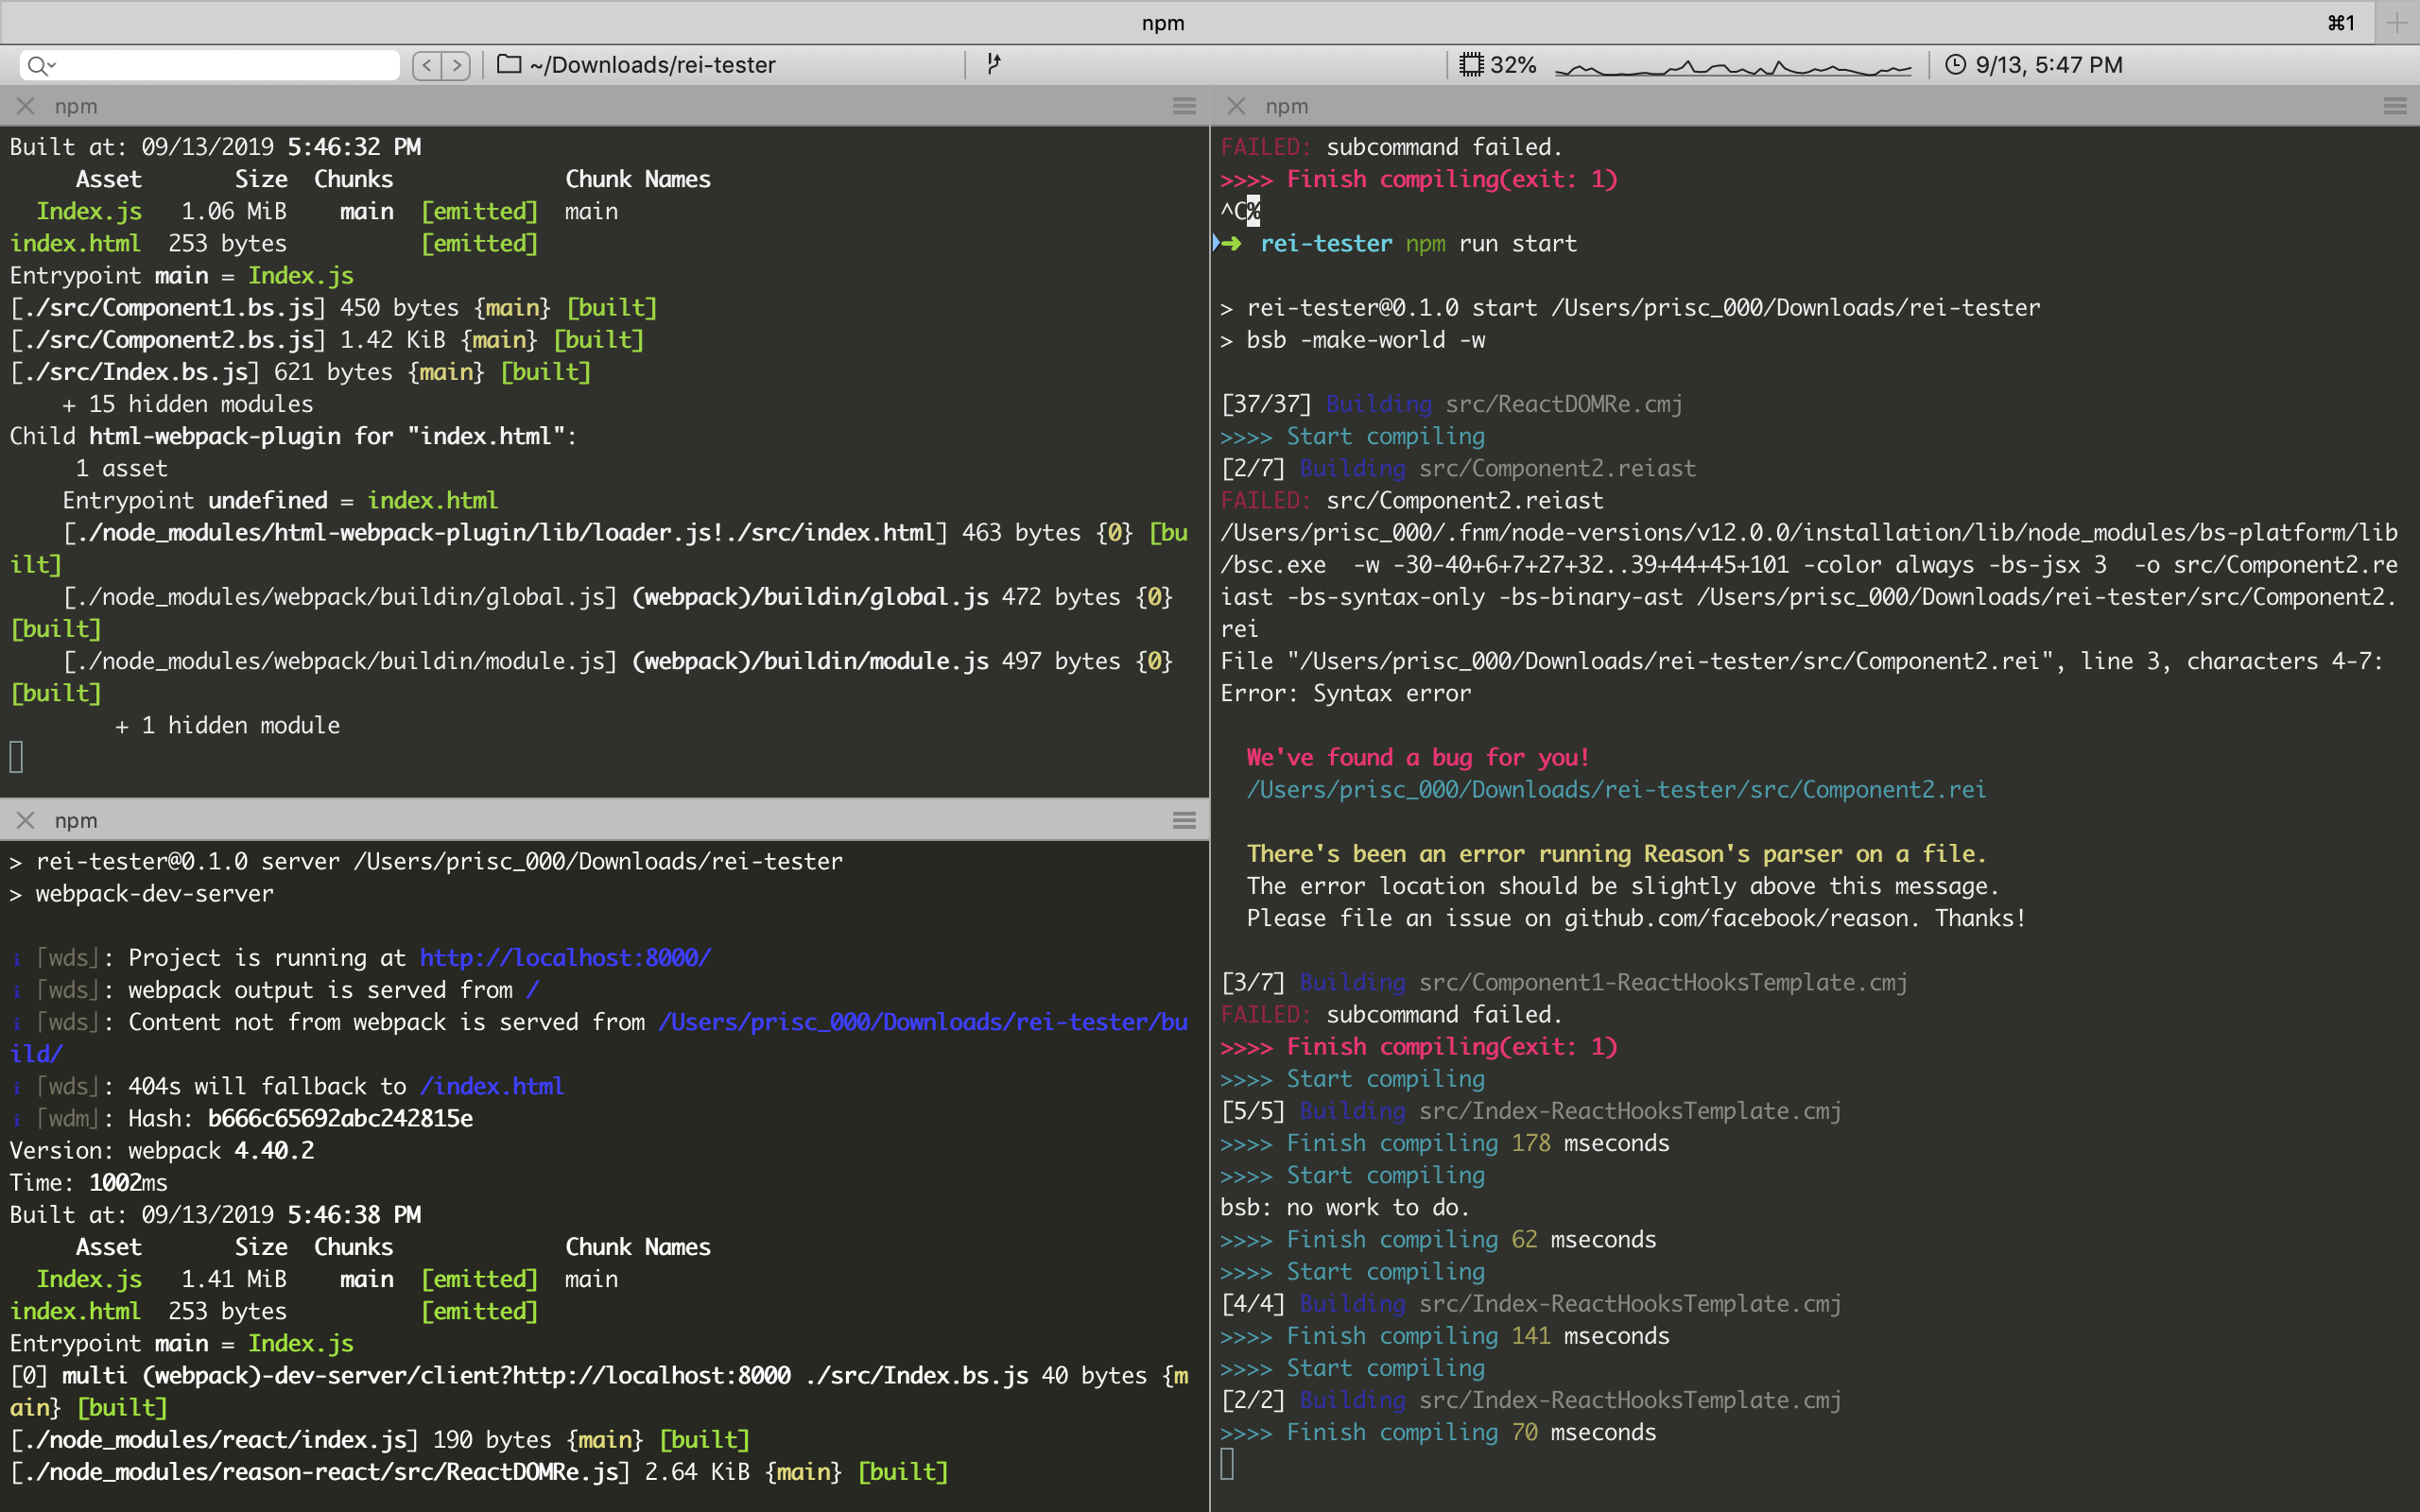 npm
⌘1
~/Downloads/rei-tester
32%
9/13, 5:47 PM
npm
Built at: 09/13/2019 5:46:32 PM
     Asset       Size  Chunks             Chunk Names
  Index.js   1.06 MiB    main  [emitted]  main
index.html  253 bytes          [emitted]
Entrypoint main = Index.js
[./src/Component1.bs.js] 450 bytes {main} [built]
[./src/Component2.bs.js] 1.42 KiB {main} [built]
[./src/Index.bs.js] 621 bytes {main} [built]
    + 15 hidden modules
Child html-webpack-plugin for "index.html":
     1 asset
    Entrypoint undefined = index.html
    [./node_modules/html-webpack-plugin/lib/loader.js!./src/index.html] 463 bytes {0} [bu
ilt]
    [./node_modules/webpack/buildin/global.js] (webpack)/buildin/global.js 472 bytes {0}
[built]
    [./node_modules/webpack/buildin/module.js] (webpack)/buildin/module.js 497 bytes {0}
[built]
        + 1 hidden module
npm
> rei-tester@0.1.0 server /Users/prisc_000/Downloads/rei-tester
> webpack-dev-server
ℹ ｢wds｣: Project is running at http://localhost:8000/
ℹ ｢wds｣: webpack output is served from /
ℹ ｢wds｣: Content not from webpack is served from /Users/prisc_000/Downloads/rei-tester/bu
ild/
ℹ ｢wds｣: 404s will fallback to /index.html
ℹ ｢wdm｣: Hash: b666c65692abc242815e
Version: webpack 4.40.2
Time: 1002ms
Built at: 09/13/2019 5:46:38 PM
     Asset       Size  Chunks             Chunk Names
  Index.js   1.41 MiB    main  [emitted]  main
index.html  253 bytes          [emitted]
Entrypoint main = Index.js
[0] multi (webpack)-dev-server/client?http://localhost:8000 ./src/Index.bs.js 40 bytes {m
ain} [built]
[./node_modules/react/index.js] 190 bytes {main} [built]
[./node_modules/reason-react/src/ReactDOMRe.js] 2.64 KiB {main} [built]
npm
FAILED: subcommand failed.
>>>> Finish compiling(exit: 1)
^C%
➜  rei-tester npm run start
> rei-tester@0.1.0 start /Users/prisc_000/Downloads/rei-tester
> bsb -make-world -w
[37/37] Building src/ReactDOMRe.cmj
>>>> Start compiling
[2/7] Building src/Component2.reiast
FAILED: src/Component2.reiast
/Users/prisc_000/.fnm/node-versions/v12.0.0/installation/lib/node_modules/bs-platform/lib
/bsc.exe  -w -30-40+6+7+27+32..39+44+45+101 -color always -bs-jsx 3  -o src/Component2.re
iast -bs-syntax-only -bs-binary-ast /Users/prisc_000/Downloads/rei-tester/src/Component2.
rei
File "/Users/prisc_000/Downloads/rei-tester/src/Component2.rei", line 3, characters 4-7:
Error: Syntax error
  We've found a bug for you!
  /Users/prisc_000/Downloads/rei-tester/src/Component2.rei
  There's been an error running Reason's parser on a file.
  The error location should be slightly above this message.
  Please file an issue on github.com/facebook/reason. Thanks!
[3/7] Building src/Component1-ReactHooksTemplate.cmj
FAILED: subcommand failed.
>>>> Finish compiling(exit: 1)
>>>> Start compiling
[5/5] Building src/Index-ReactHooksTemplate.cmj
>>>> Finish compiling 178 mseconds
>>>> Start compiling
bsb: no work to do.
>>>> Finish compiling 62 mseconds
>>>> Start compiling
[4/4] Building src/Index-ReactHooksTemplate.cmj
>>>> Finish compiling 141 mseconds
>>>> Start compiling
[2/2] Building src/Index-ReactHooksTemplate.cmj
>>>> Finish compiling 70 mseconds